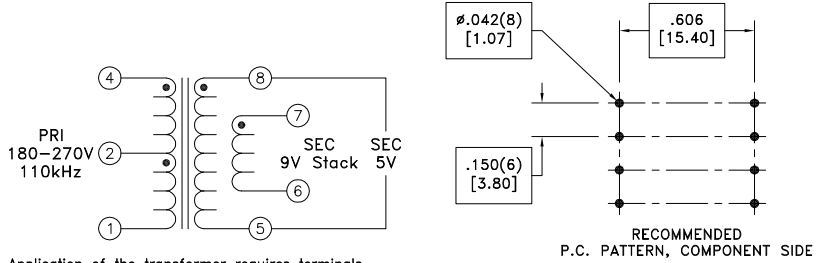 4
2
1
PRI
180-270V
110kHz
8
7
6
5
SEC
9V Stack
SEC
5V
ø.042(8)
[1.07]
.606
[15.40]
.150(6)
[3.80]
RECOMMENDED
P.C. PATTERN, COMPONENT SIDE
Application of the transformer requires terminals